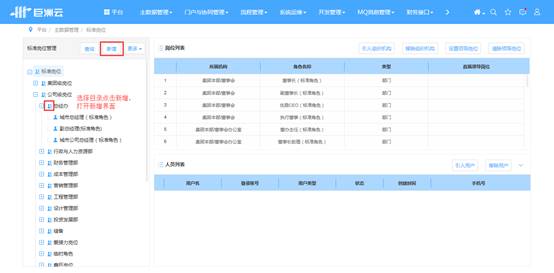 巨洲云
平台 主数据管理 门户与协同管理 流程管理 系统运维 开发管理 MQ消息管理 财务接口
平台 / 主数据管理 / 标准岗位
标准岗位管理 查询 新增 更多
标准岗位
集团级岗位
公司级岗位
总经办
城市总经理（标准角色）
副总经理(标准角色)
城市公司总经理（标准角色）
行政与人力资源部
财务管理部
成本管理部
营销管理部
工程管理部
设计管理部
投资发展部
销售
兼接力岗位
临时角色
选择目录点击新增，
打开新增界面
岗位列表 引入组织机构 移除组织机构 设置领导岗位 清除领导岗位
所属机构 角色名称 类型 直属领导岗位
1 集团本部/董事会 董事长（标准角色） 部门
2 集团本部/董事会 副董事长（标准角色） 部门
3 集团本部/董事会 优居CEO（标准角色） 部门
4 集团本部/董事会 执行董事（标准角色） 部门
5 集团本部/董事会办公室 董办主任（标准角色） 部门
6 集团本部/董事会办公室 董事长助理（标准角色） 部门
人员列表 引入用户 移除用户
用户名 登录账号 用户类型 状态 创建时间 手机号